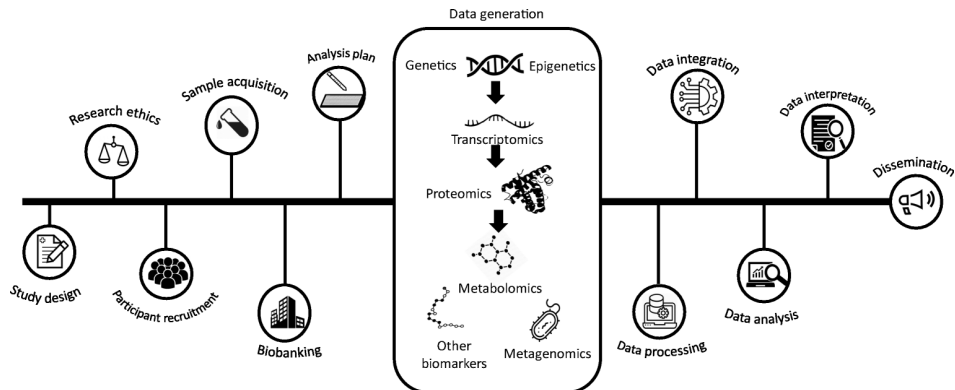 Data generation
Study design
Research ethics
Participant recruitment
Sample acquisition
Biobanking
Analysis plan
Genetics
Epigenetics
Transcriptomics
Proteomics
Metabolomics
Other
biomarkers
Metagenomics
Data processing
Data integration
Data analysis
Data interpretation
Dissemination